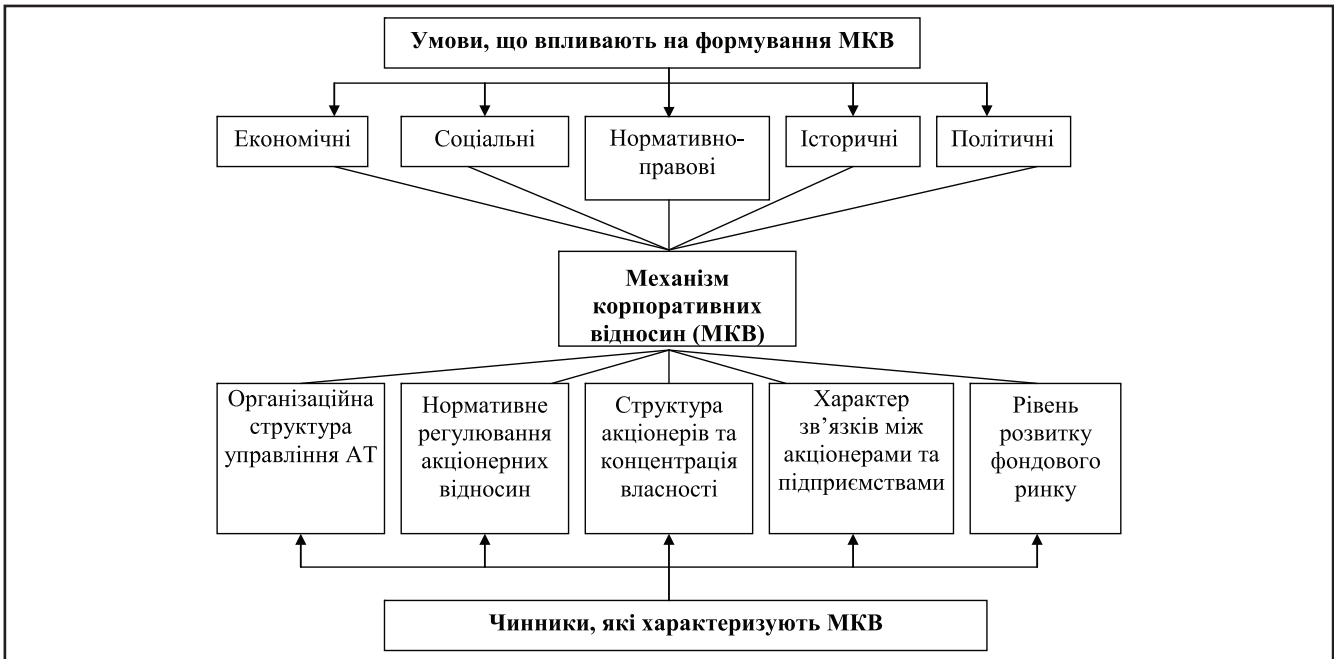 Умови, що впливають на формування МКВ
Економічні
Соціальні
Нормативно-
правові
Історичні
Політичні
Механізм
корпоративних
відносин (МКВ)
Організаційна
структура
управління АТ
Нормативне
регулювання
акціонерних
відносин
Структура
акціонерів та
концентрація
власності
Характер
зв’язків між
акціонерами та
підприємствами
Рівень
розвитку
фондового
ринку
Чинники, які характеризують МКВ